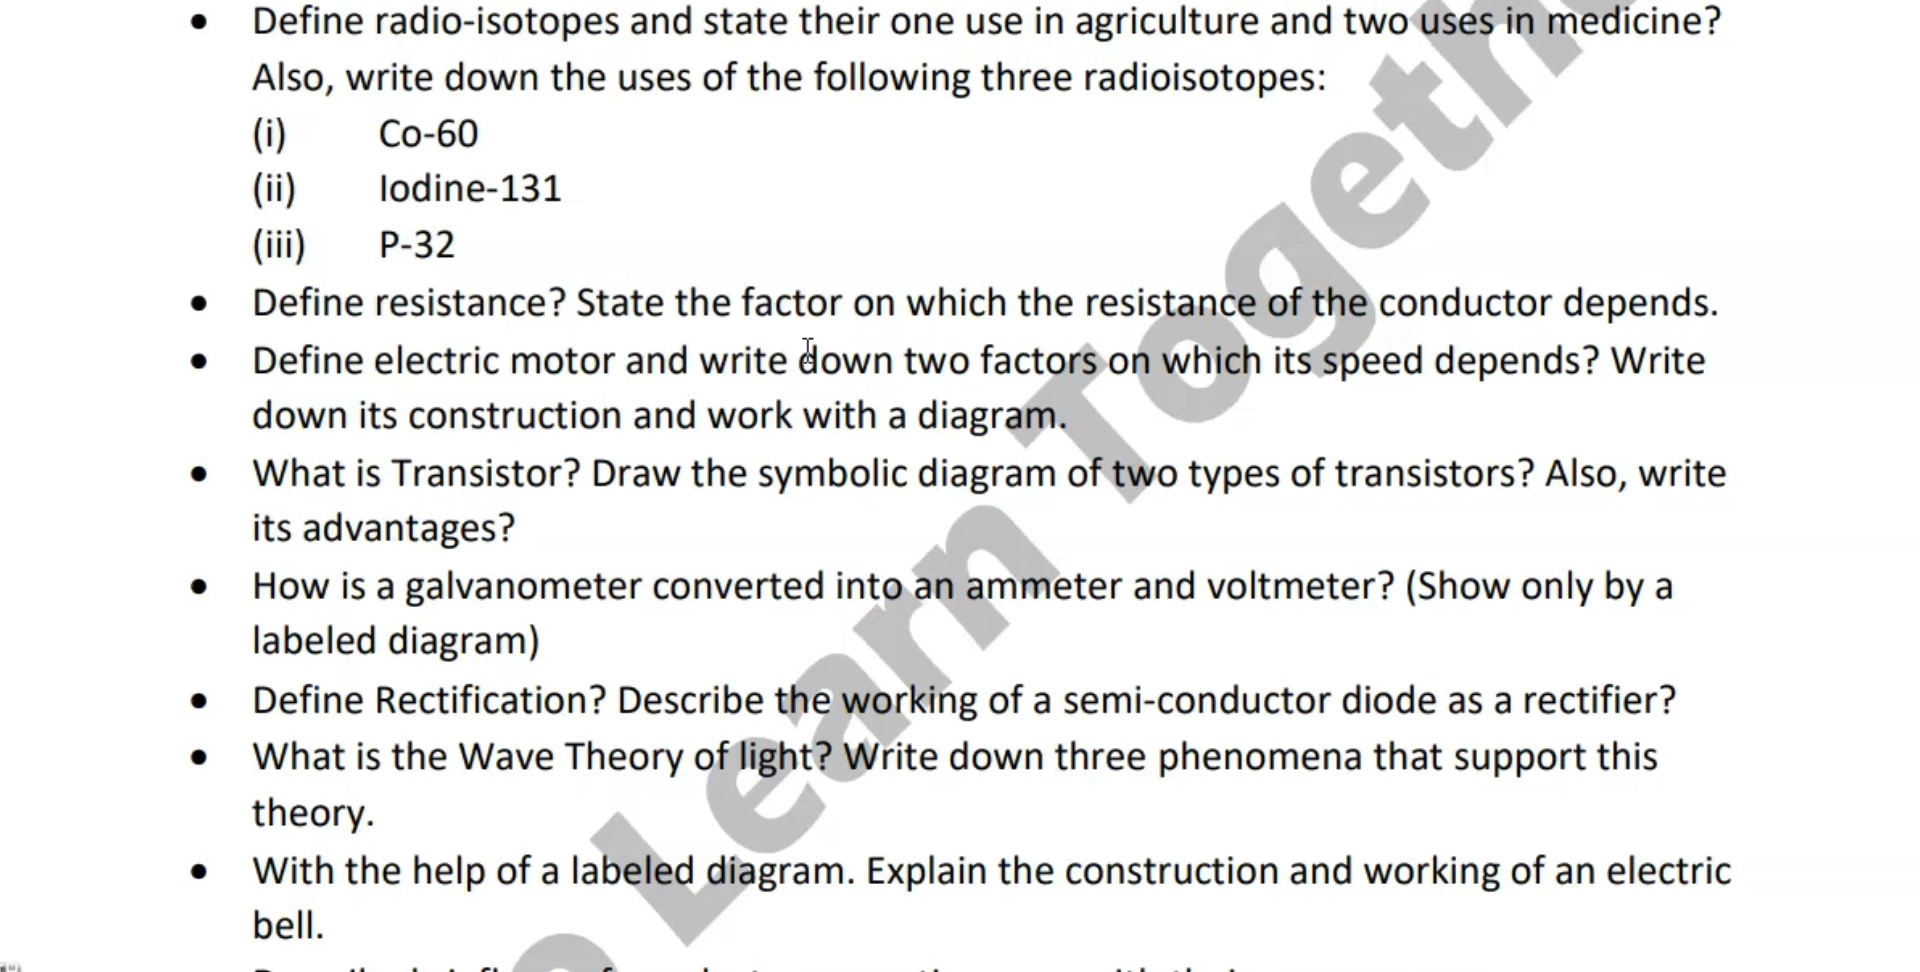 • Define radio-isotopes and state their one use in agriculture and two uses in medicine?
Also, write down the uses of the following three radioisotopes:
(i) Co-60
(ii) Iodine-131
(iii) P-32
• Define resistance? State the factor on which the resistance of the conductor depends.
• Define electric motor and write down two factors on which its speed depends? Write
down its construction and work with a diagram.
• What is Transistor? Draw the symbolic diagram of two types of transistors? Also, write
its advantages?
• How is a galvanometer converted into an ammeter and voltmeter? (Show only by a
labeled diagram)
• Define Rectification? Describe the working of a semi-conductor diode as a rectifier?
• What is the Wave Theory of light? Write down three phenomena that support this
theory.
• With the help of a labeled diagram. Explain the construction and working of an electric
bell.
Learn Togeth